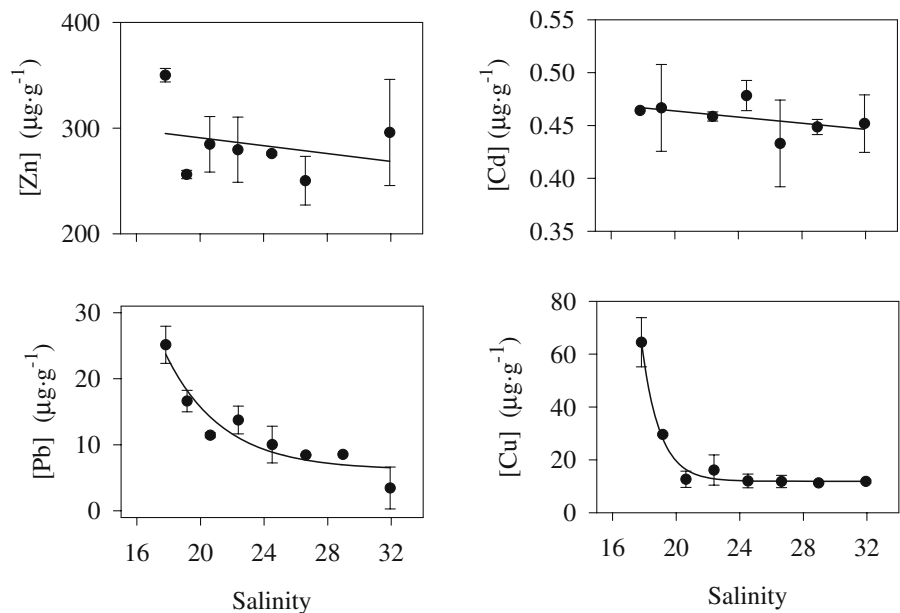 [Zn] (µg·g⁻¹)
400
300
200
[Cd] (µg·g⁻¹)
0.55
0.50
0.45
0.40
0.35
[Pb] (µg·g⁻¹)
30
20
10
0
16 20 24 28 32
Salinity
[Cu] (µg·g⁻¹)
80
60
40
20
0
16 20 24 28 32
Salinity